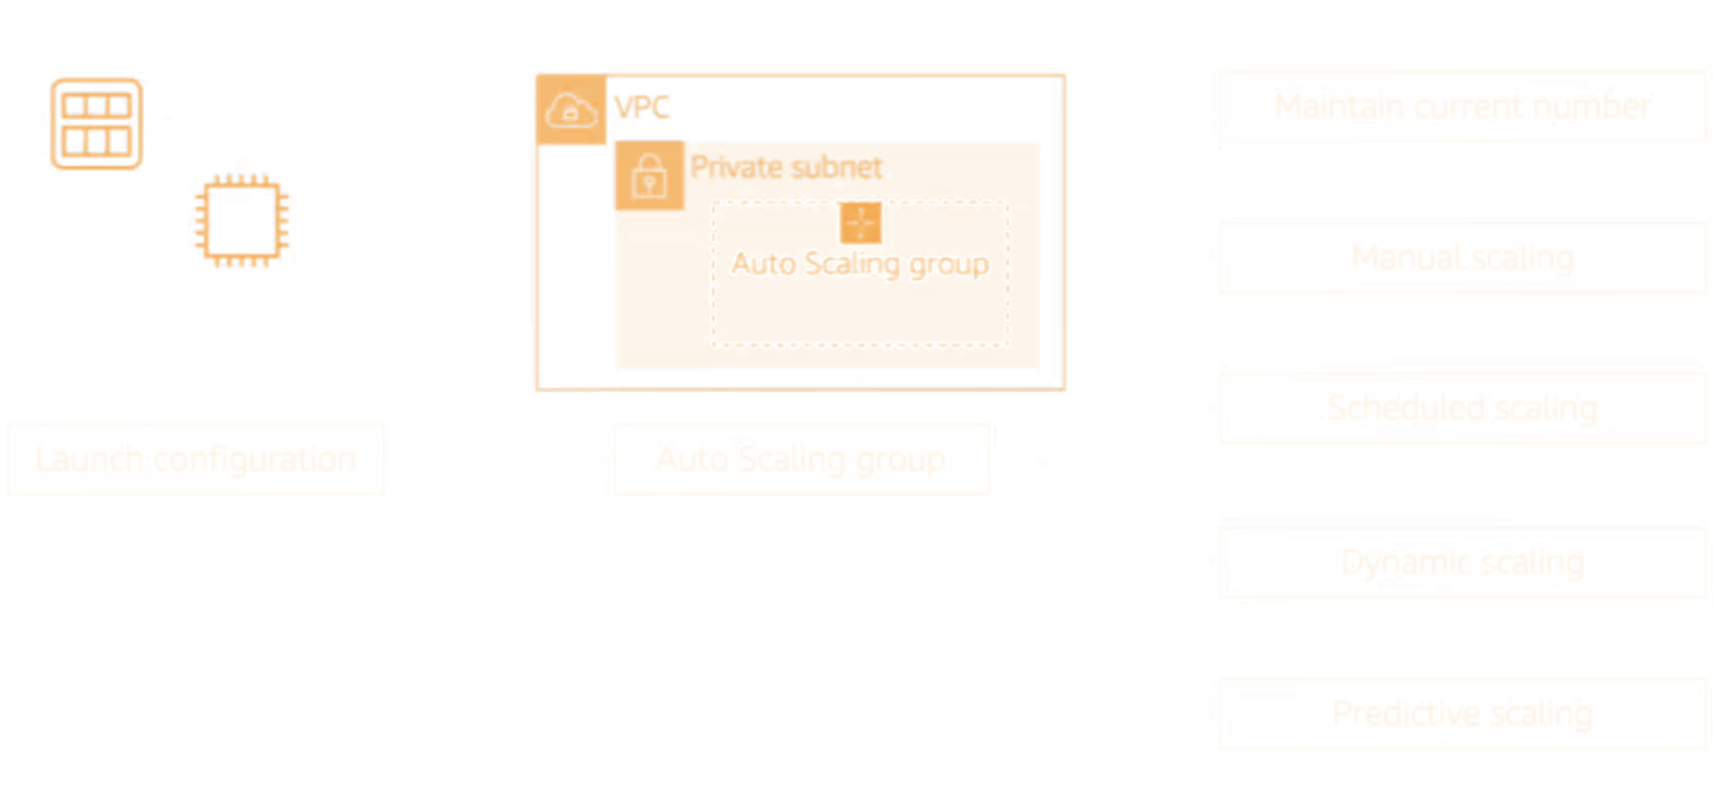 VPC
Private subnet
Auto Scaling group
Launch configuration
Auto Scaling group
Maintain current number
Manual scaling
Scheduled scaling
Dynamic scaling
Predictive scaling